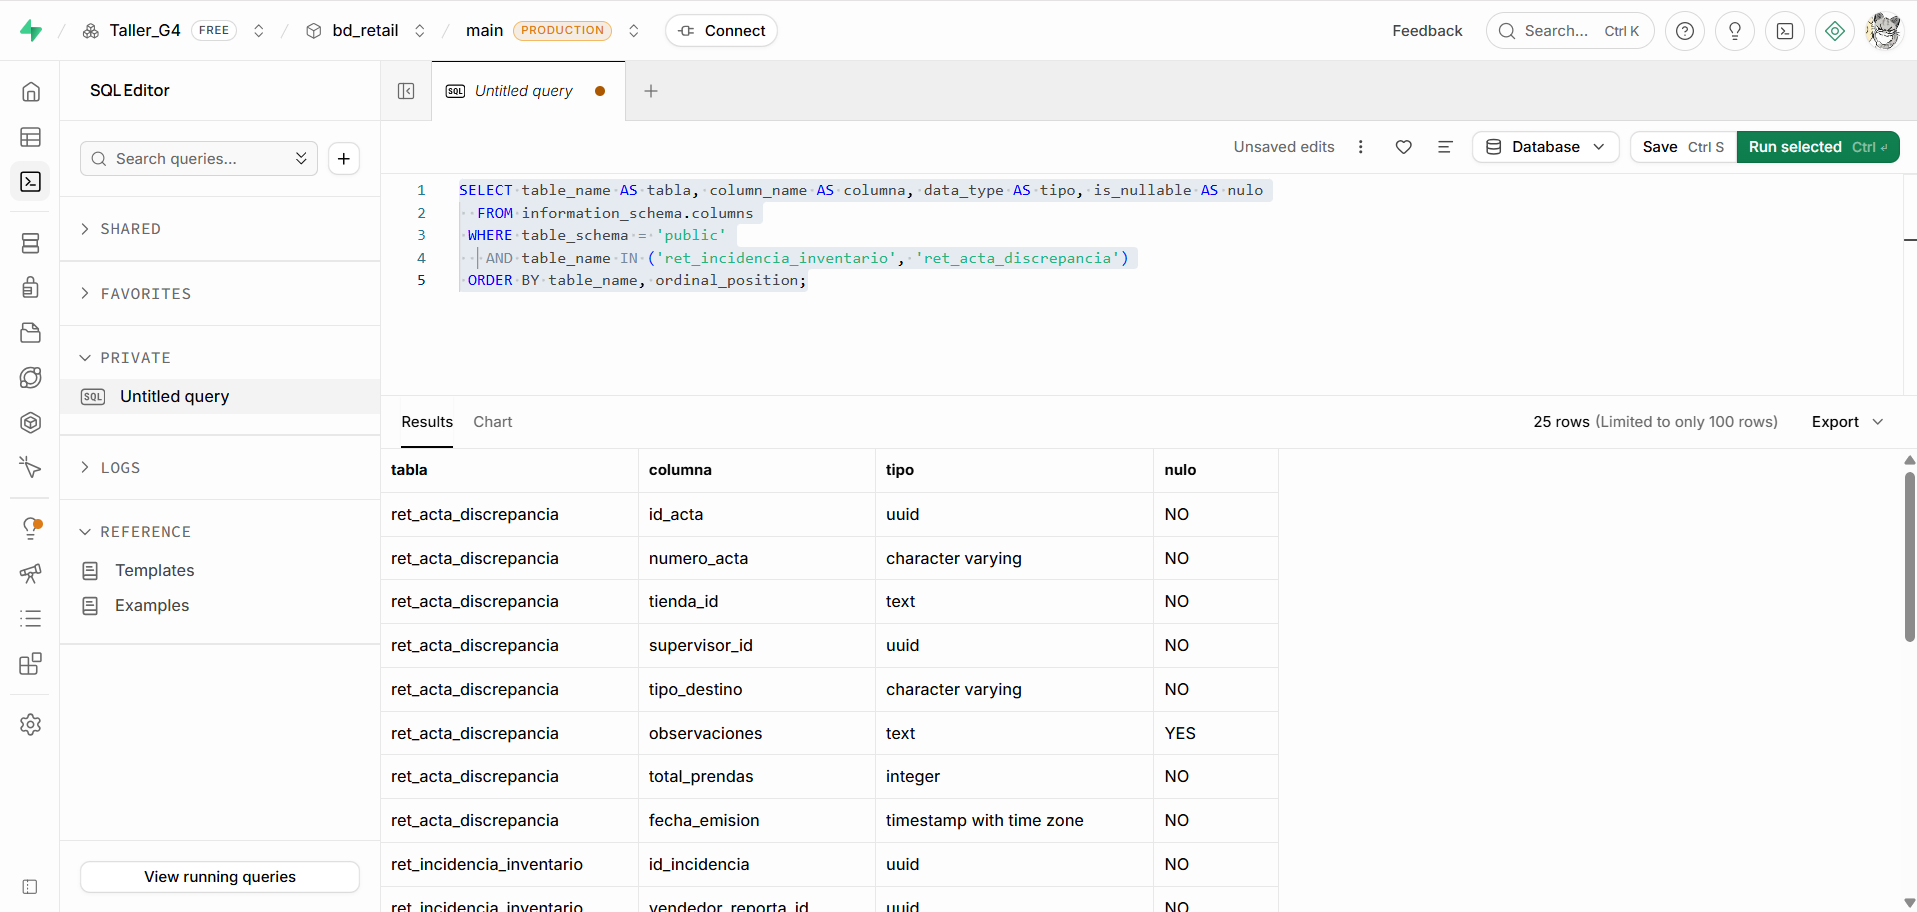 Taller_G4 FREE / bd_retail / main PRODUCTION Connect Feedback Search... Ctrl K
SQL Editor
Untitled query
Search queries...
Unsaved edits Database Save Ctrl S Run selected Ctrl ↵
SHARED
FAVORITES
PRIVATE
Untitled query
LOGS
REFERENCE
Templates
Examples
View running queries
1 SELECT table_name AS tabla, column_name AS columna, data_type AS tipo, is_nullable AS nulo
2 FROM information_schema.columns
3 WHERE table_schema = 'public'
4 AND table_name IN ('ret_incidencia_inventario', 'ret_acta_discrepancia')
5 ORDER BY table_name, ordinal_position;
Results Chart 25 rows (Limited to only 100 rows) Export
tabla columna tipo nulo
ret_acta_discrepancia id_acta uuid NO
ret_acta_discrepancia numero_acta character varying NO
ret_acta_discrepancia tienda_id text NO
ret_acta_discrepancia supervisor_id uuid NO
ret_acta_discrepancia tipo_destino character varying NO
ret_acta_discrepancia observaciones text YES
ret_acta_discrepancia total_prendas integer NO
ret_acta_discrepancia fecha_emision timestamp with time zone NO
ret_incidencia_inventario id_incidencia uuid NO
ret_incidencia_inventario vendedor_reporta_id uuid NO